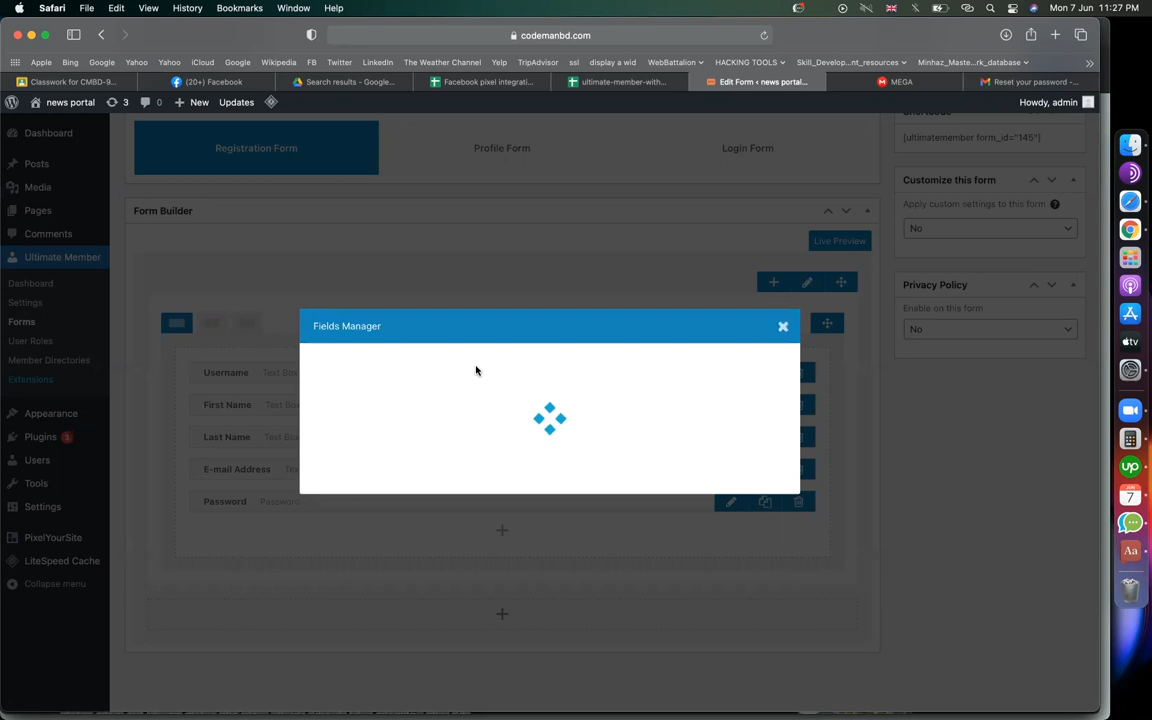 Safari File Edit View History Bookmarks Window Help Mon 7 Jun 11:27 PM
codemanbd.com
Apple Bing Google Yahoo Yahoo iCloud Google Wikipedia FB Twitter LinkedIn The Weather Channel Yelp TripAdvisor ssl display a wid WebBattalion HACKING TOOLS Skill_Develop...nt_resources Minhaz_Maste...rk_database
Classwork for CMBD-9... (20+) Facebook Search results - Google... Facebook pixel integrati... ultimate-member-with... Edit Form ‹ news portal... MEGA Reset your password -...
news portal 3 0 + New Updates Howdy, admin
Dashboard
Posts
Media
Pages
Comments
Ultimate Member
Dashboard
Settings
Forms
User Roles
Member Directories
Extensions
Appearance
Plugins 3
Users
Tools
Settings
PixelYourSite
LiteSpeed Cache
Collapse menu
Registration Form Profile Form Login Form
Form Builder
Live Preview
Fields Manager
Username Text Box
First Name Text Box
Last Name Text Box
E-mail Address
Password Password
[ultimatemember form_id="145"]
Customize this form
Apply custom settings to this form ?
No
Privacy Policy
Enable on this form
No
tv
up
JUN
7
Aa